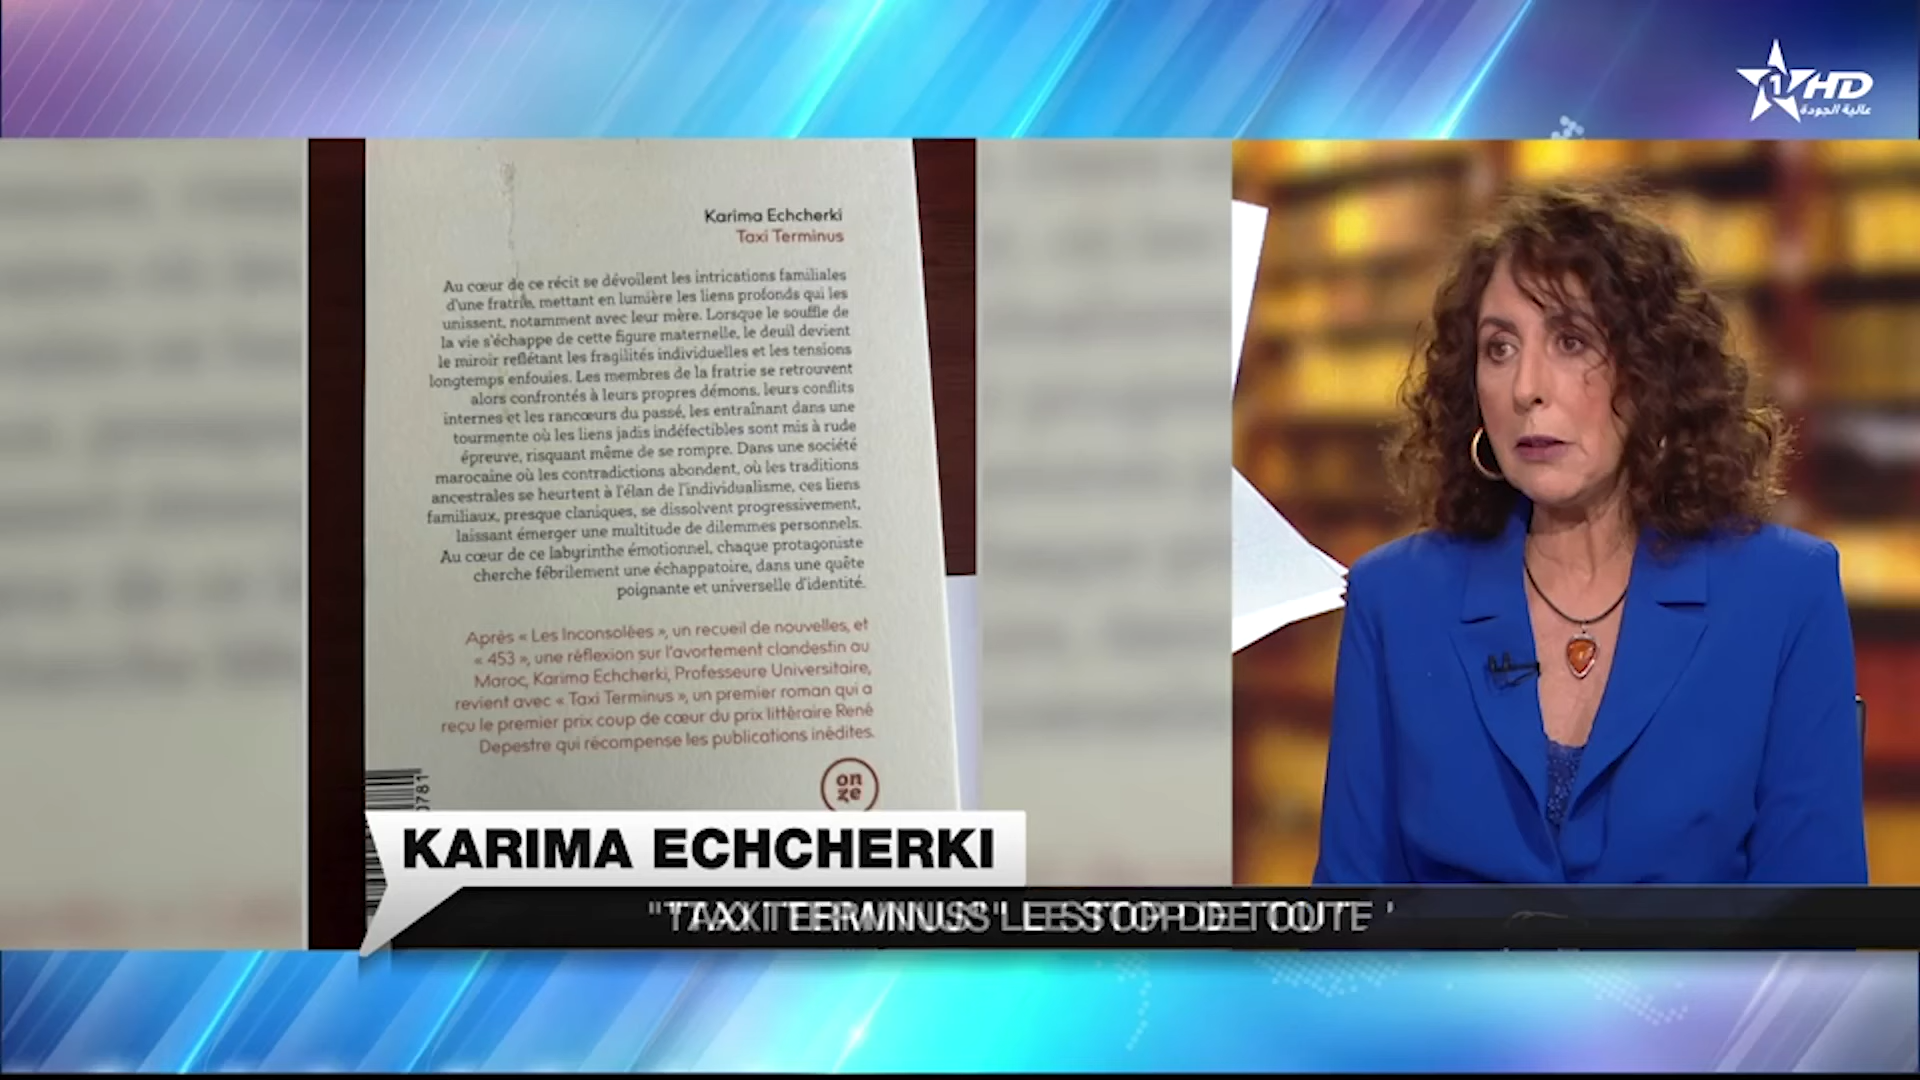 HD
عالية الجودة
Karima Echcherki
Taxi Terminus
Au cœur de ce récit se dévoilent les intrications familiales
d'une fratrie, mettant en lumière les liens profonds qui les
unissent, notamment avec leur mère. Lorsque le souffle de
la vie s'échappe de cette figure maternelle, le deuil devient
le miroir reflétant les fragilités individuelles et les tensions
longtemps enfouies. Les membres de la fratrie se retrouvent
alors confrontés à leurs propres démons, leurs conflits
internes et les rancœurs du passé, les entraînant dans une
tourmente où les liens jadis indéfectibles sont mis à rude
épreuve, risquant même de se rompre. Dans une société
marocaine où les contradictions abondent, où les traditions
ancestrales se heurtent à l'élan de l'individualisme, ces liens
familiaux, presque claniques, se dissolvent progressivement,
laissant émerger une multitude de dilemmes personnels.
Au cœur de ce labyrinthe émotionnel, chaque protagoniste
cherche fébrilement une échappatoire, dans une quête
poignante et universelle d'identité.
Après « Les Inconsolées », un recueil de nouvelles, et
« 453 », une réflexion sur l'avortement clandestin au
Maroc, Karima Echcherki, Professeure Universitaire,
revient avec « Taxi Terminus », un premier roman qui a
reçu le premier prix coup de cœur du prix littéraire René
Depestre qui récompense les publications inédites.
on
ze
0781
KARIMA ECHCHERKI
"TAXI TERMINUS" LE STOP DE TOUTE